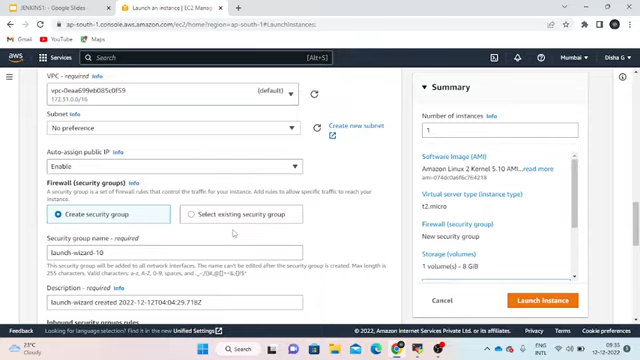 JENKINS1 - Google Slides
Launch an instance | EC2 Manag
ap-south-1.console.aws.amazon.com/ec2/home?region=ap-south-1#LaunchInstances:
Gmail
YouTube
Maps
aws
Services
Search
[Alt+S]
Mumbai
Disha G
VPC - required Info
vpc-0eaa699eb085c0f59
172.31.0.0/16
(default)
Subnet Info
No preference
Create new subnet
Auto-assign public IP Info
Enable
Firewall (security groups) Info
A security group is a set of firewall rules that control the traffic for your instance. Add rules to allow specific traffic to reach your
instance.
Create security group
Select existing security group
Security group name - required
launch-wizard-10
This security group will be added to all network interfaces. The name can't be edited after the security group is created. Max length is
255 characters. Valid characters: a-z, A-Z, 0-9, spaces, and
Description - required Info
launch-wizard created 2022-12-12T04:04:29.718Z
Inbound security groups rules
Summary
Number of instances Info
1
Software Image (AMI)
Amazon Linux 2 Kernel 5.10 AMI...read more
Virtual server type (instance type)
t2.micro
Firewall (security group)
New security group
Storage (volumes)
1 volume(s) - 8 GiB
Cancel
Launch instance
Feedback
Looking for language selection? Find it in the new Unified Settings
© 2022, Amazon Web Services, Inc. or its affiliates.
Privacy
Terms
Cookie preferences
23°C
Cloudy
Search
ENG
INTL
09:35
12-12-2022